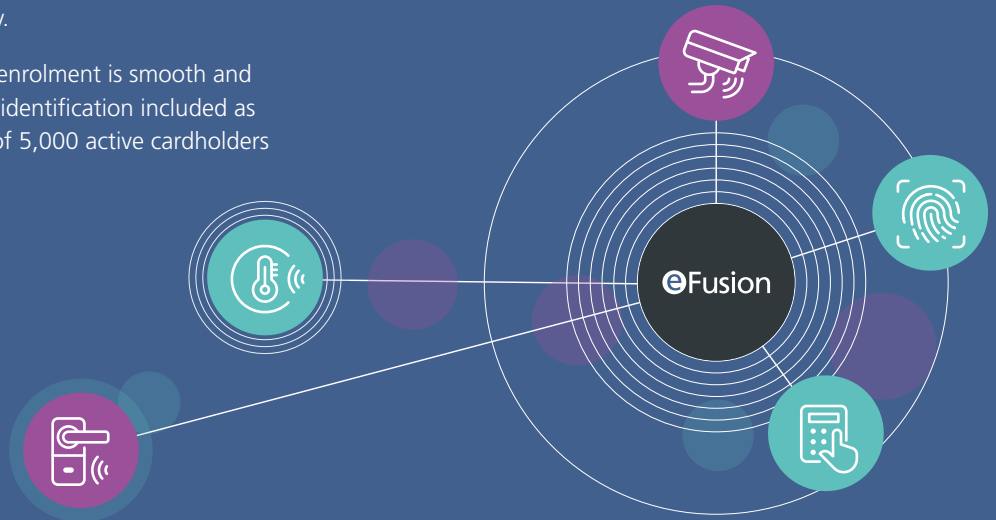 y.
enrolment is smooth and
identification included as
of 5,000 active cardholders
eFusion